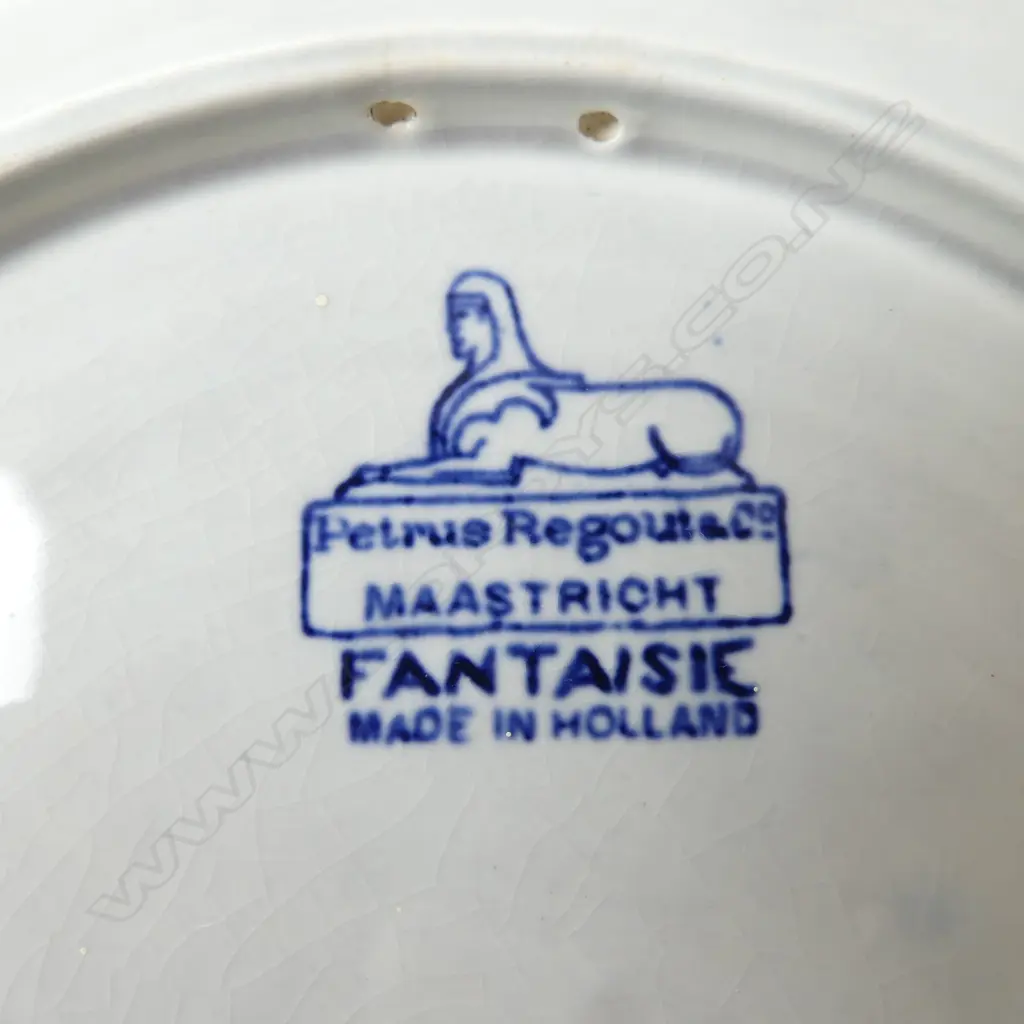 Petrus Regout & Co
MAASTRICHT
FANTAISIE
MADE IN HOLLAND